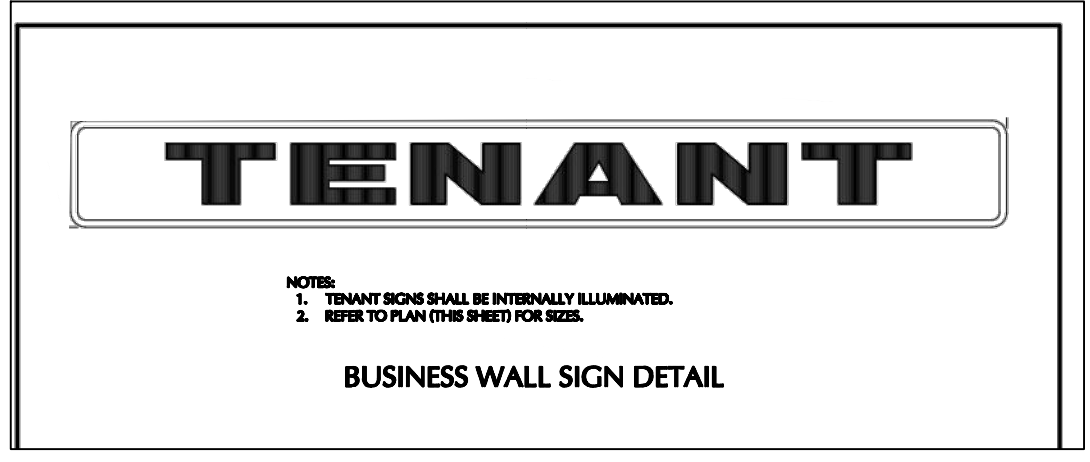 TENANT
NOTES:
1. TENANT SIGNS SHALL BE INTERNALLY ILLUMINATED.
2. REFER TO PLAN (THIS SHEET) FOR SIZES.
BUSINESS WALL SIGN DETAIL